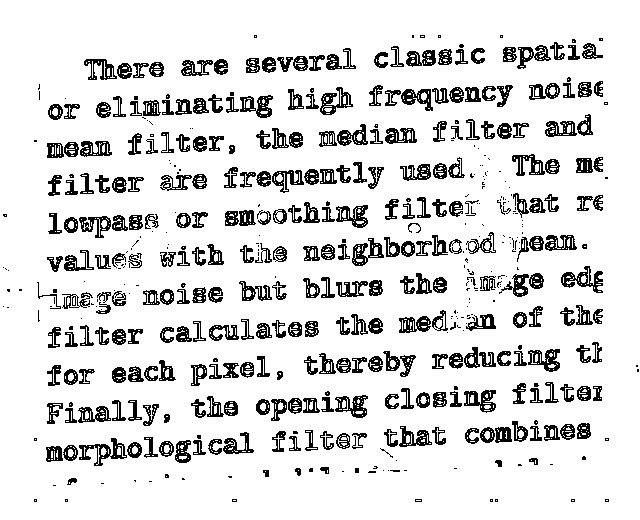 There are several classic spatia
or eliminating high frequency noise
mean filter, the median filter and
filter are frequently used. The me
lowpass or smoothing filter that re
values with the neighborhood mean.
image noise but blurs the image edg
filter calculates the median of the
for each pixel, thereby reducing th
Finally, the opening closing filter
morphological filter that combines